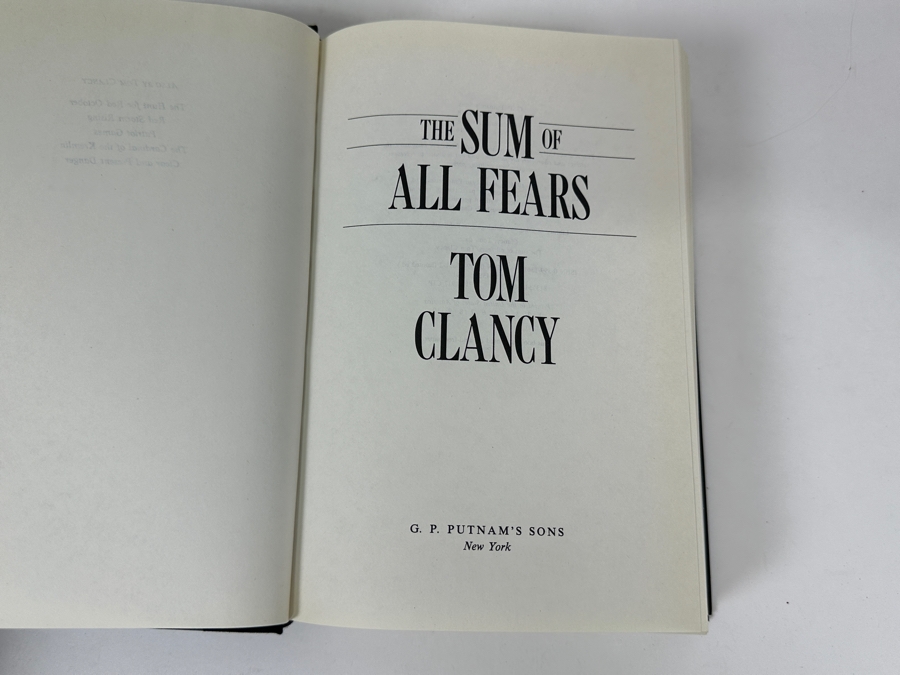 THE SUM OF
ALL FEARS
TOM
CLANCY
G. P. PUTNAM'S SONS
New York